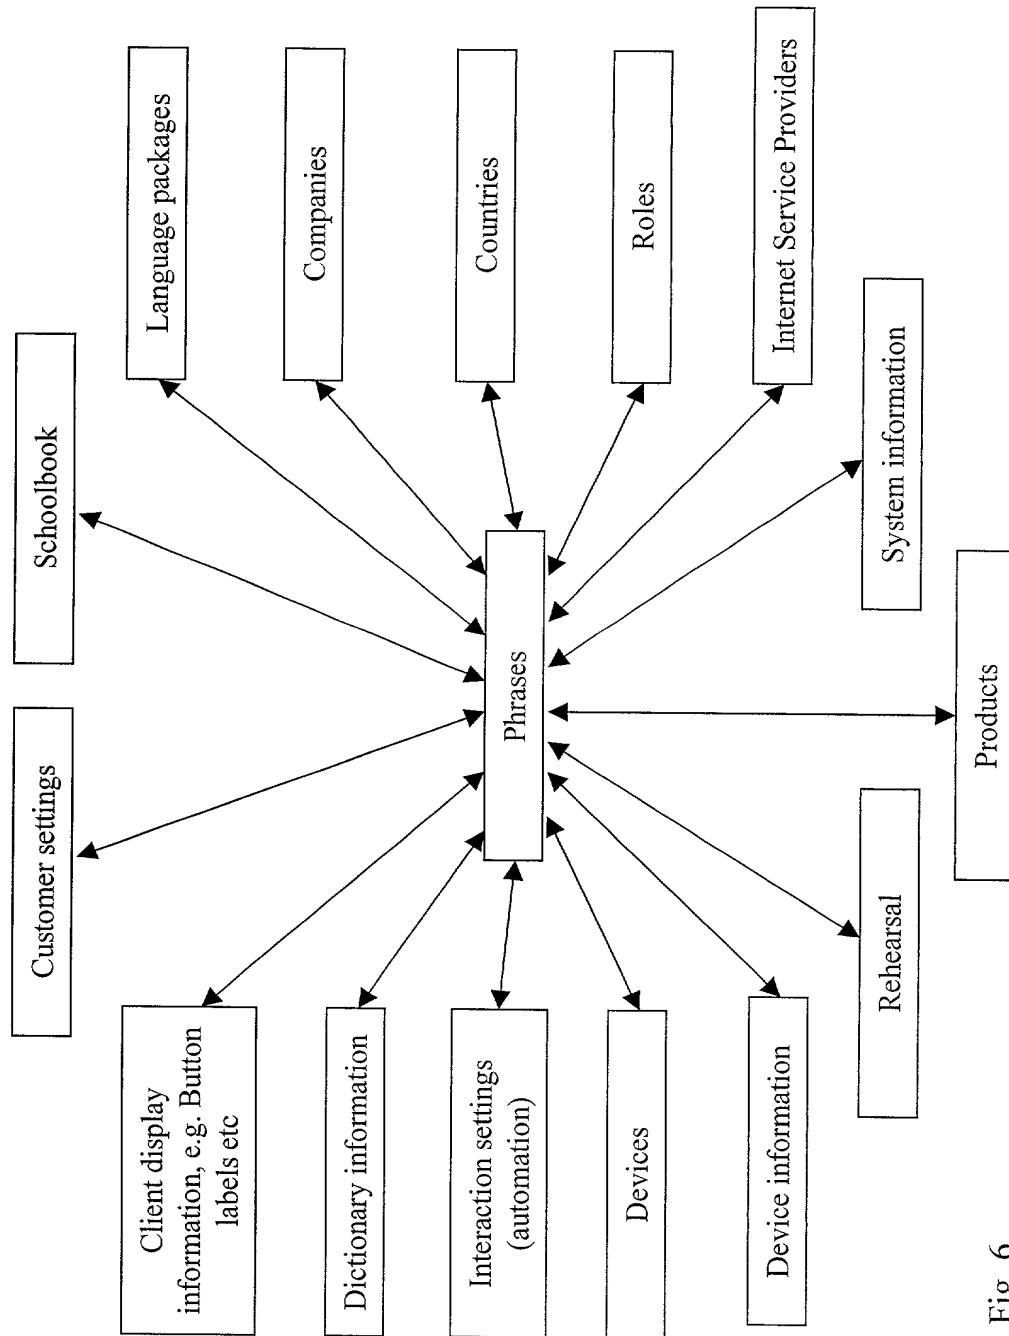 Customer settings
Schoolbook
Client display
information, e.g. Button
labels etc
Language packages
Dictionary information
Companies
Interaction settings
(automation)
Phrases
Countries
Devices
Roles
Device information
Internet Service Providers
Rehearsal
System information
Products
Fig. 6